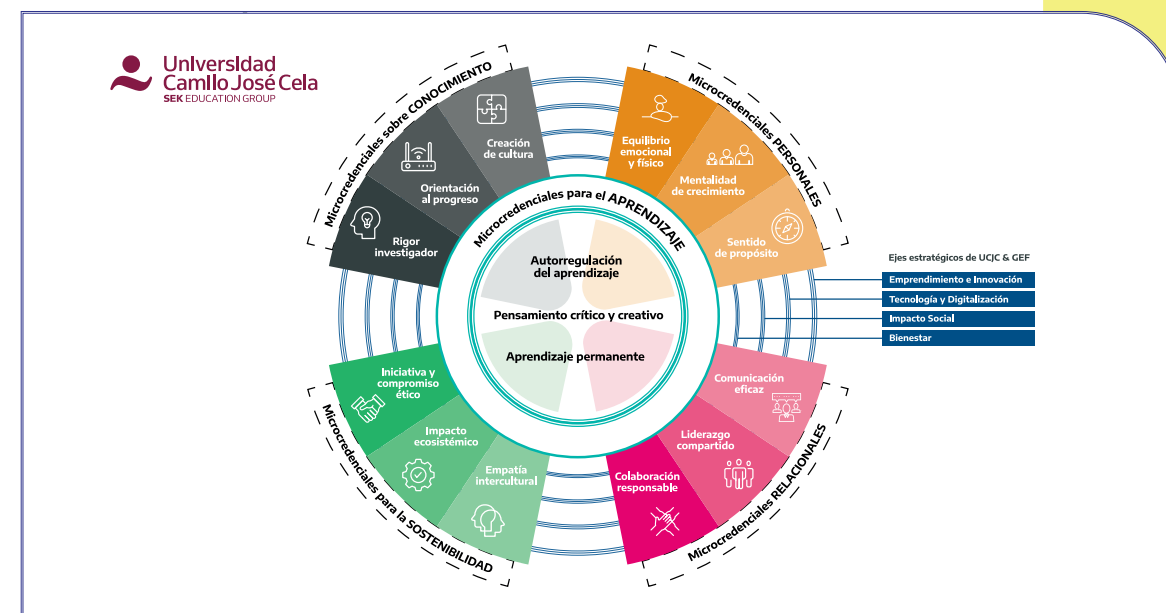 Universidad
Camilo José Cela
SEK EDUCATION GROUP
Microcredenciales sobre CONOCIMIENTO
Creación
de cultura
Orientación
al progreso
Rigor
investigador
Microcredenciales PERSONALES
Equilibrio
emocional
y físico
Mentalidad
de crecimiento
Sentido
de propósito
Microcredenciales para el APRENDIZAJE
Autorregulación
del aprendizaje
Pensamiento crítico y creativo
Aprendizaje permanente
Ejes estratégicos de UCJC & GEF
Emprendimiento e Innovación
Tecnología y Digitalización
Impacto Social
Bienestar
Iniciativa y
compromiso
ético
Impacto
ecosistémico
Empatía
intercultural
Microcredenciales para la SOSTENIBILIDAD
Comunicación
eficaz
Liderazgo
compartido
Colaboración
responsable
Microcredenciales RELACIONALES